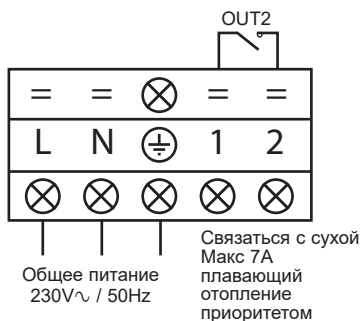 OUT2
= = = =
L N 1 2
Общее питание
230V∿ / 50Hz
Связаться с сухой
Макс 7A
плавающий
отопление
приоритетом